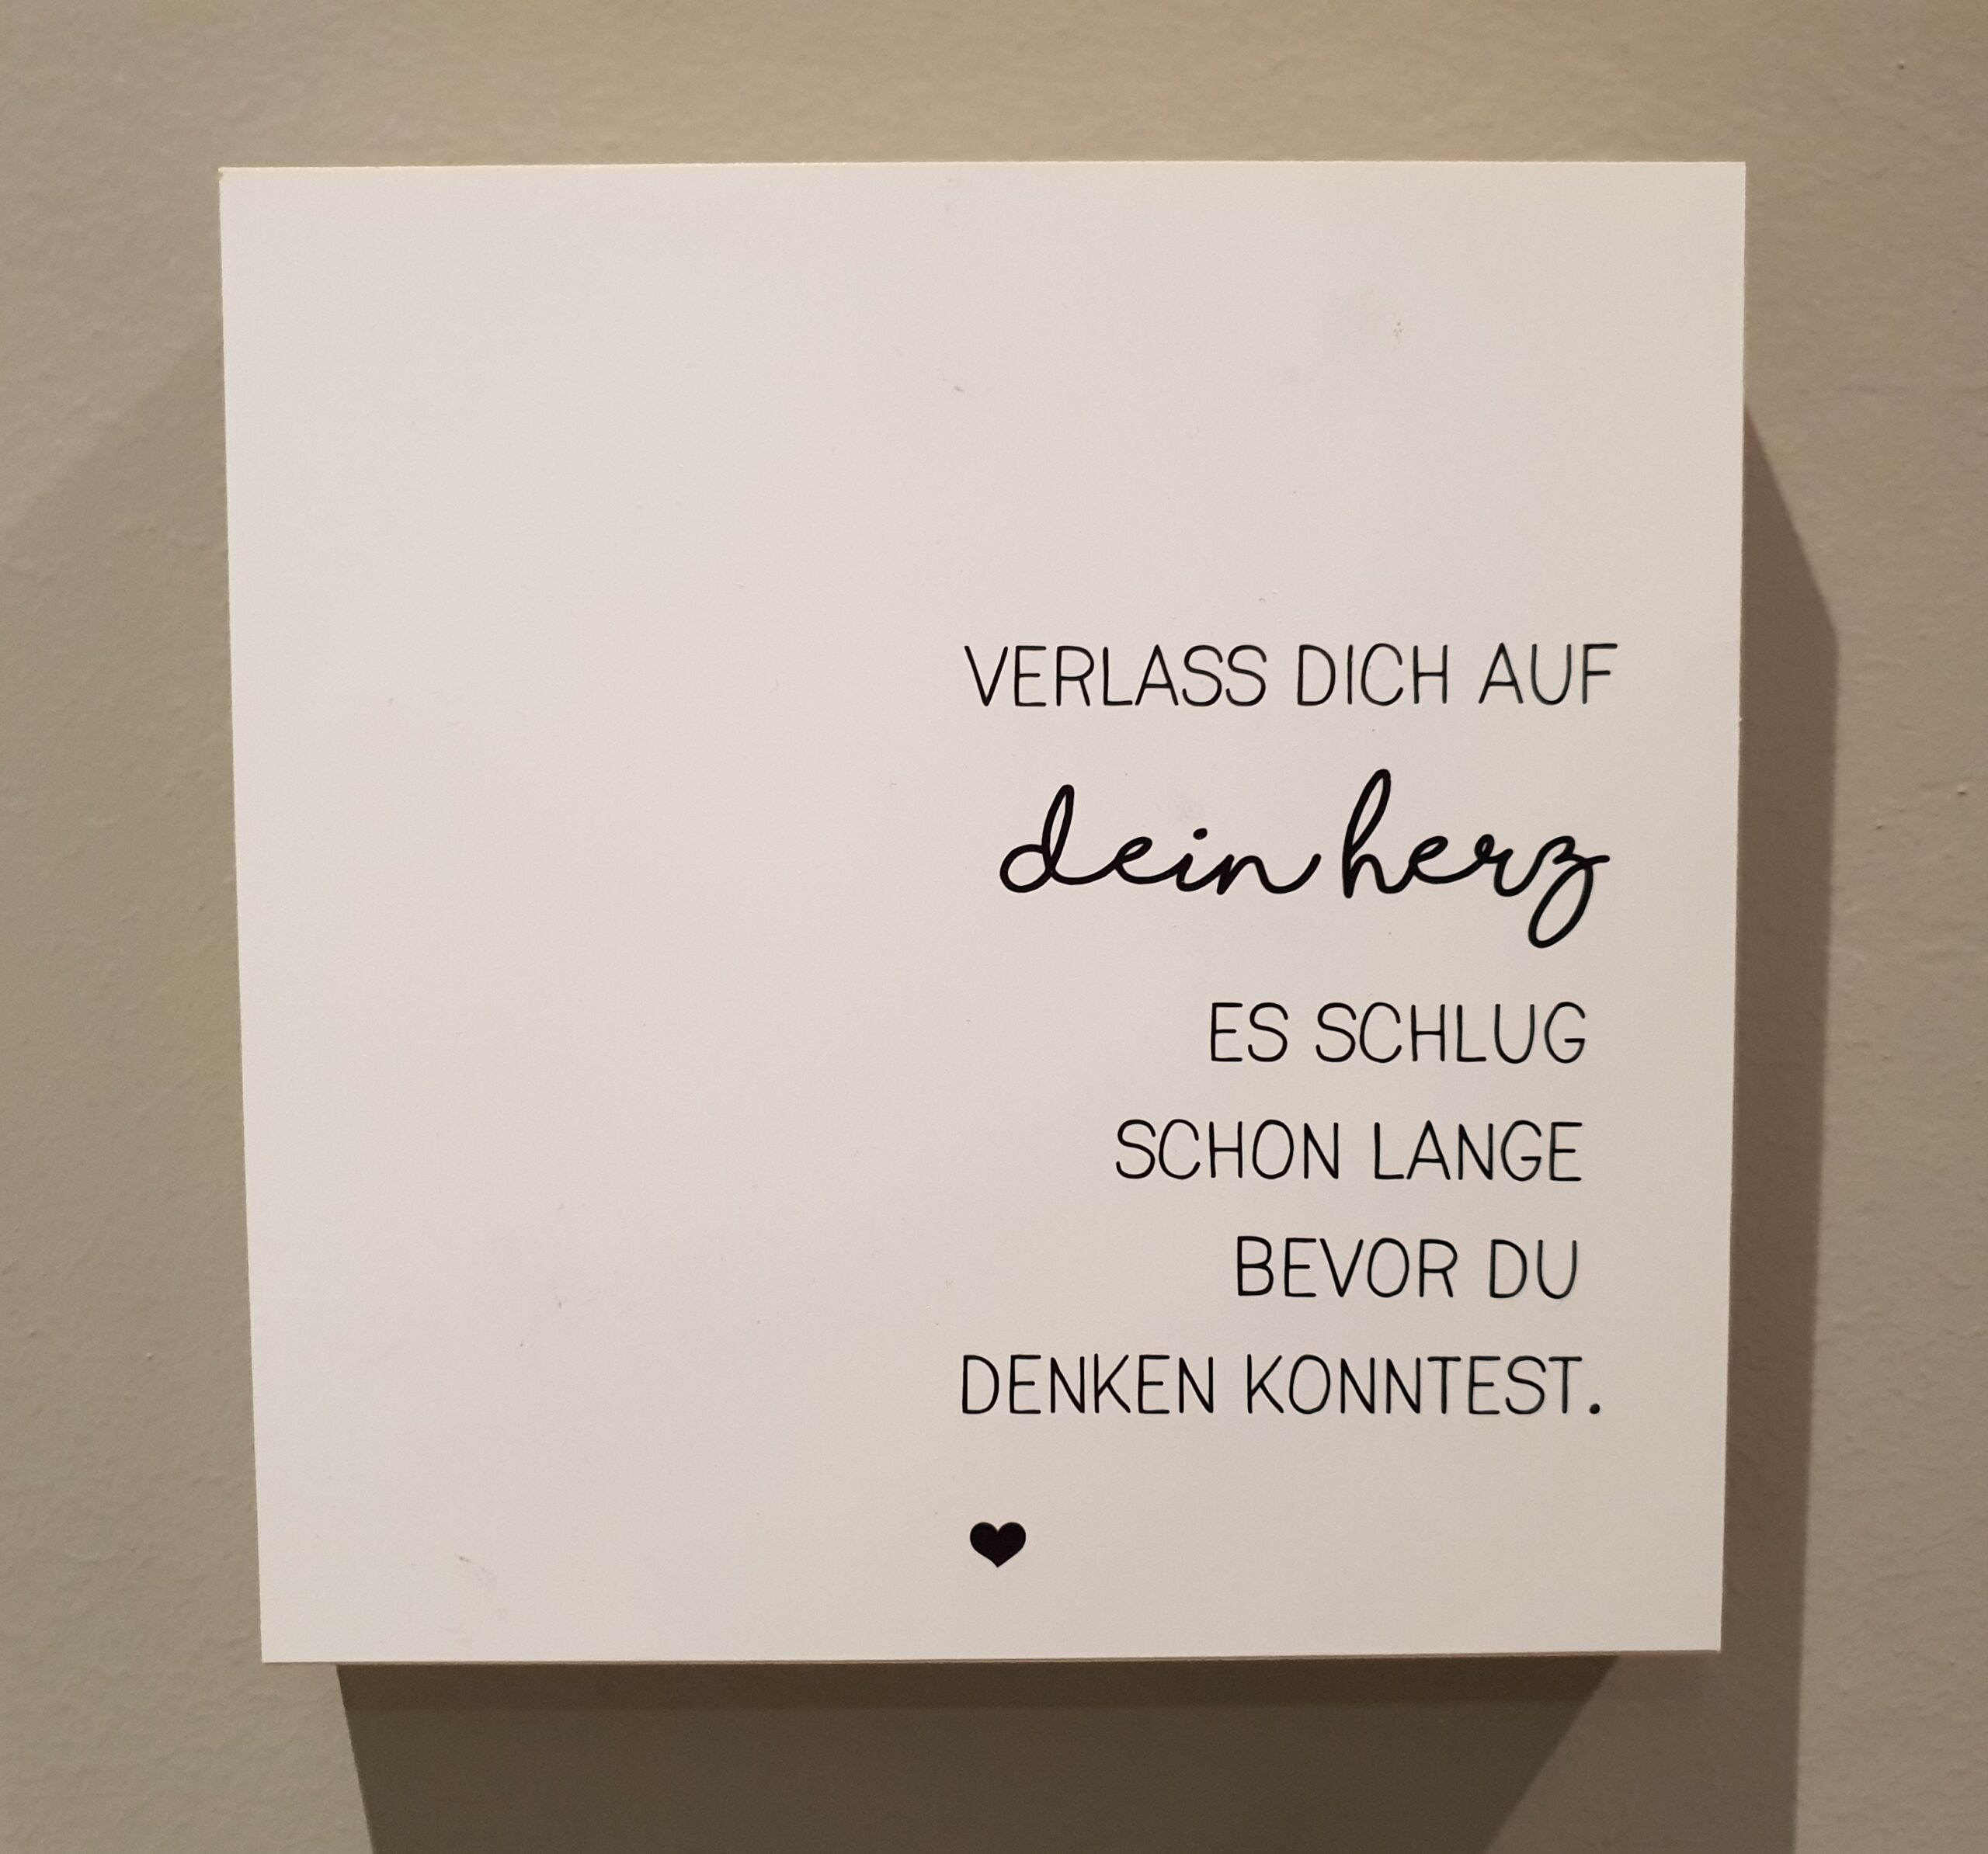 VERLASS DICH AUF
dein herz
ES SCHLUG
SCHON LANGE
BEVOR DU
DENKEN KONNTEST.